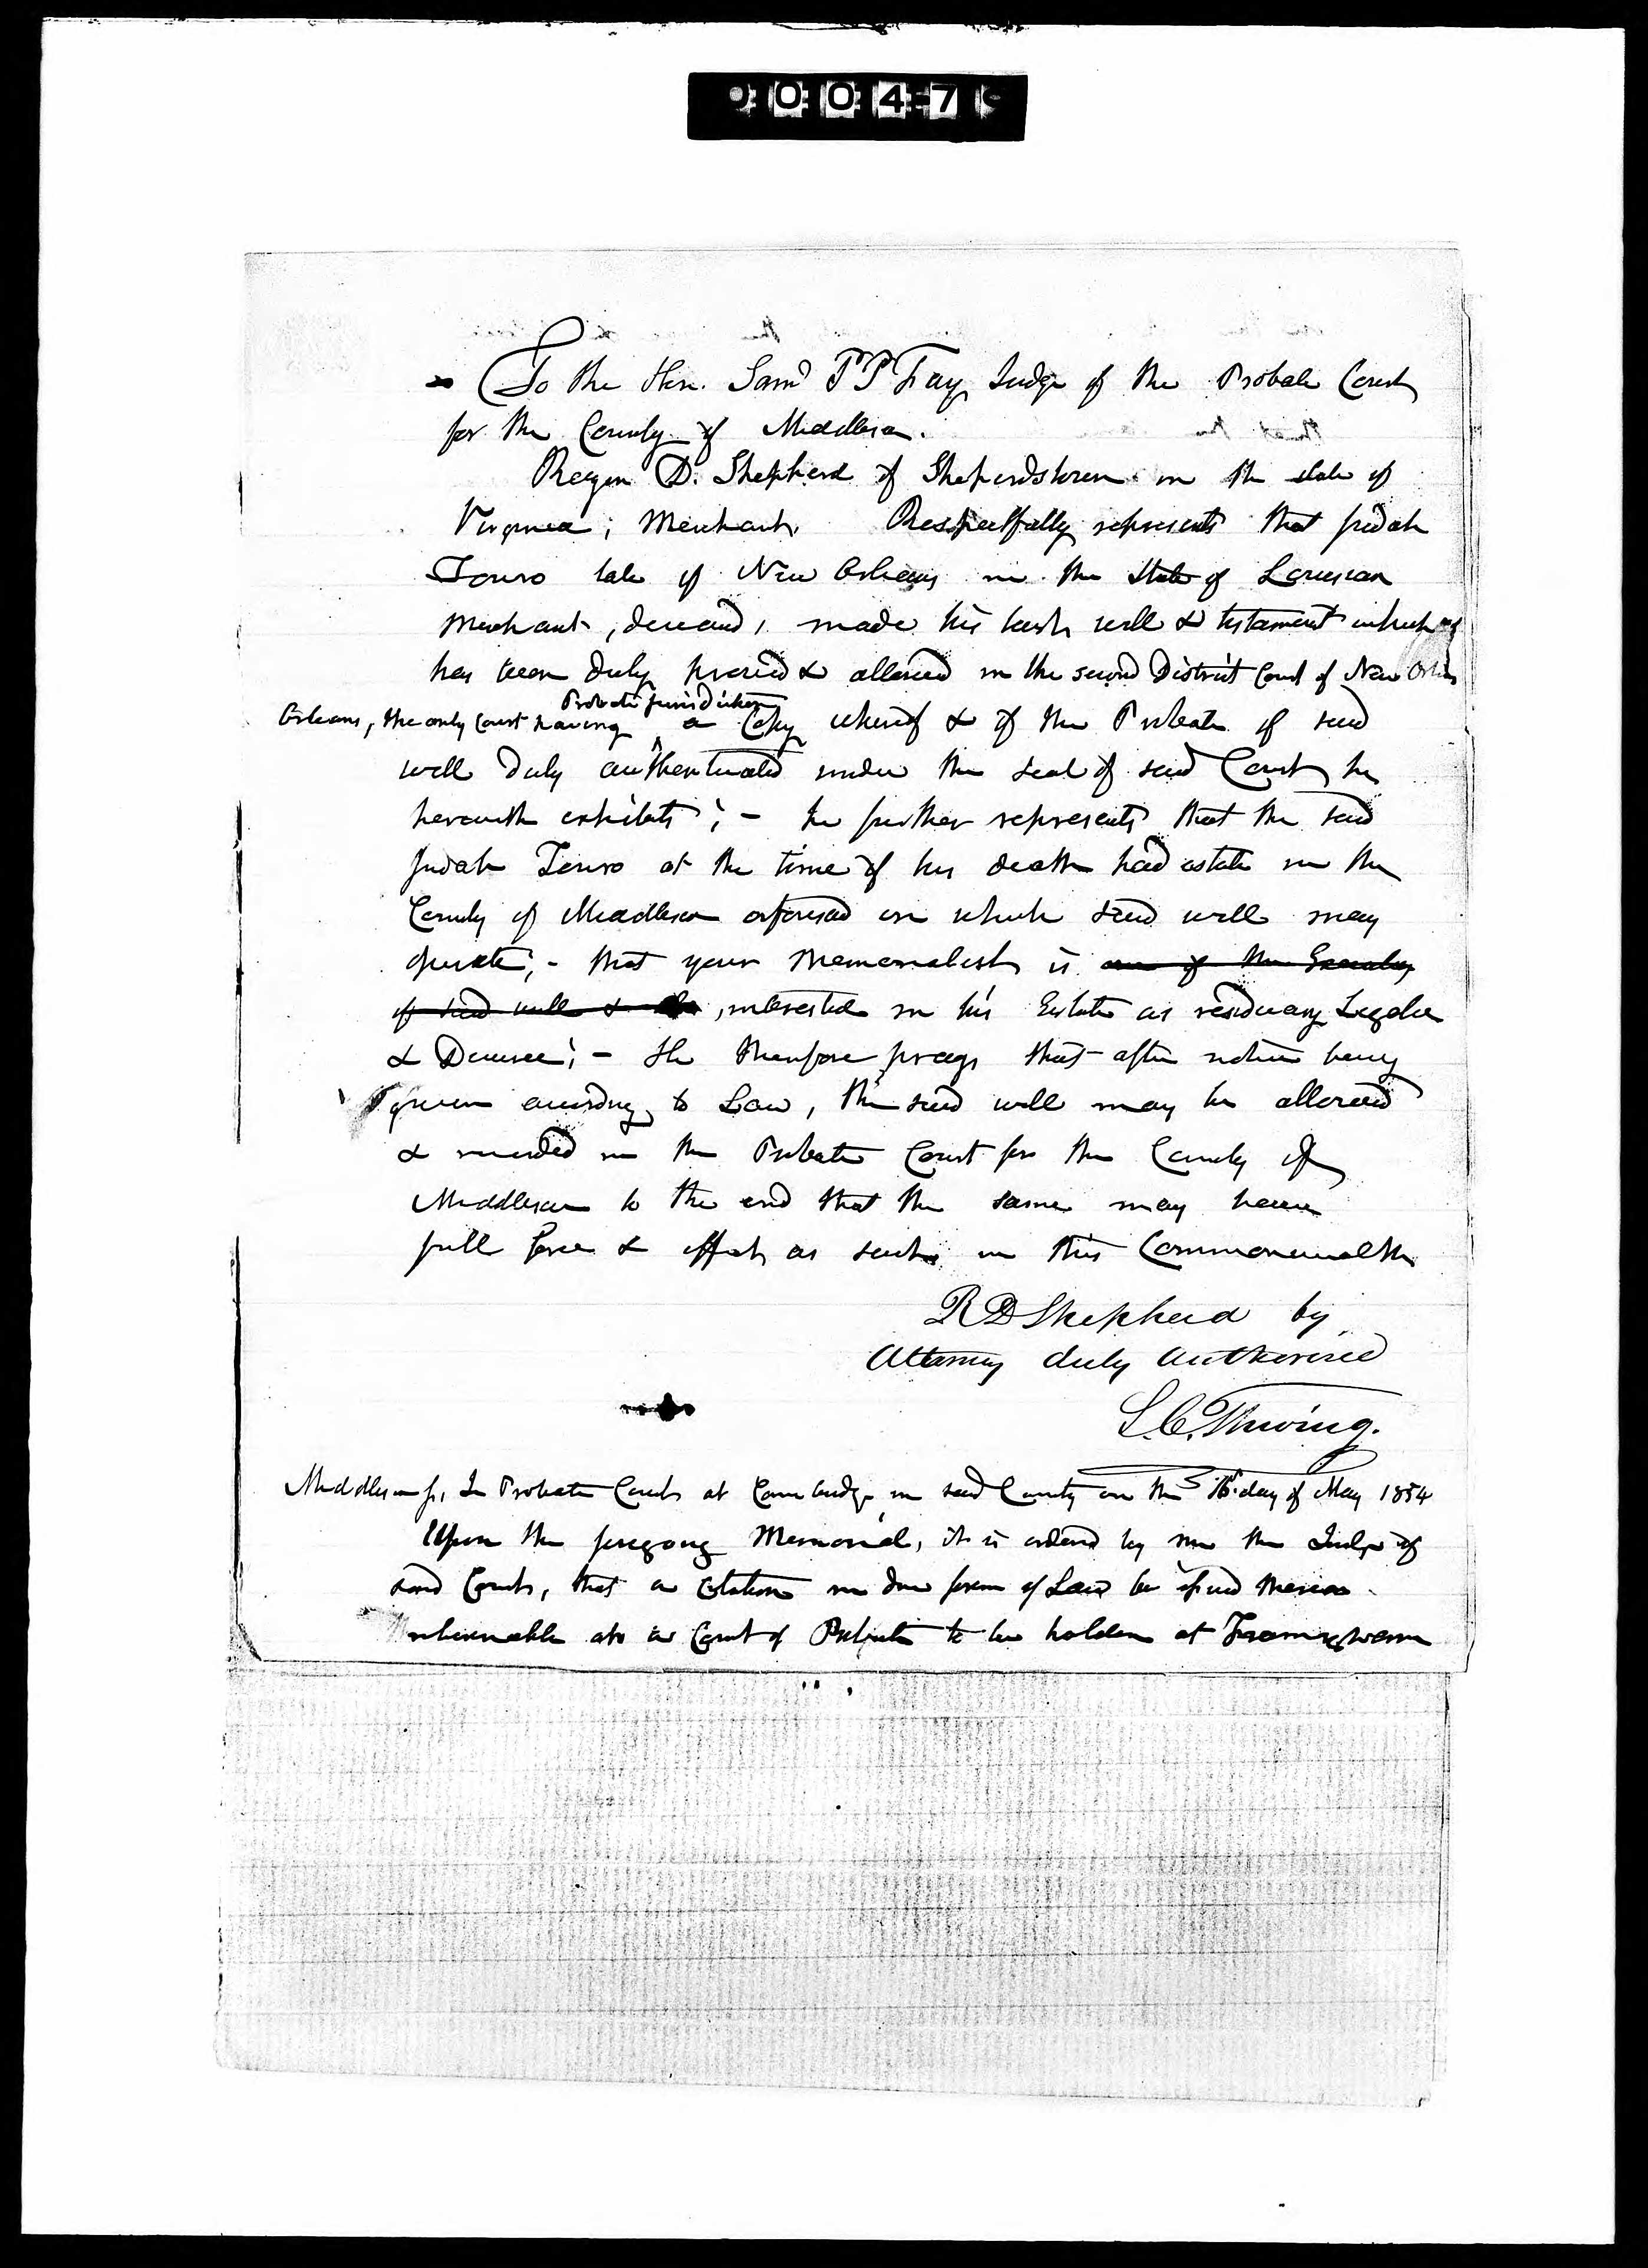 0 0 0 4 7
To the Hon. Saml P P Fay Judge of the Probate Court
for the County of Middlesex.
Rezin D. Shepherd of Shepherdstown in the state of
Virginia; Merchant, Respectfully represents that Judah
Touro late of New Orleans in the State of Louisiana
Merchant, deceased, made his last will & testament which
has been duly proved & allowed in the second District Court of New Orleans
Probate jurisdiction
Orleans, the only court having ^ a Copy whereof & of the Probate of said
will duly authenticated under the seal of said Court he
herewith exhibits; - he further represents that the said
Judah Touro at the time of his death had estate in the
County of Middlesex aforesaid on which said will may
operate; - that your Memorialist is one of the Executors
of said will & , interested in his Estate as residuary Legatee
& Devisee; - He therefore prays that after notice being
given according to Law, the said will may be allowed
& recorded in the Probate Court for the County of
Middlesex to the end that the same may have
full force & effect as such in this Commonwealth
R D Shepherd by
Attorney duly authorised
S. C. Thwing.
Middlesex ss, In Probate Court at Cambridge in said County on the 16th day of May 1854
Upon the foregoing Memorial, it is ordered by me the Judge of
said Court, that a Citation in due form of Law be issued thereon
returnable at a Court of Probate to be holden at Framingham